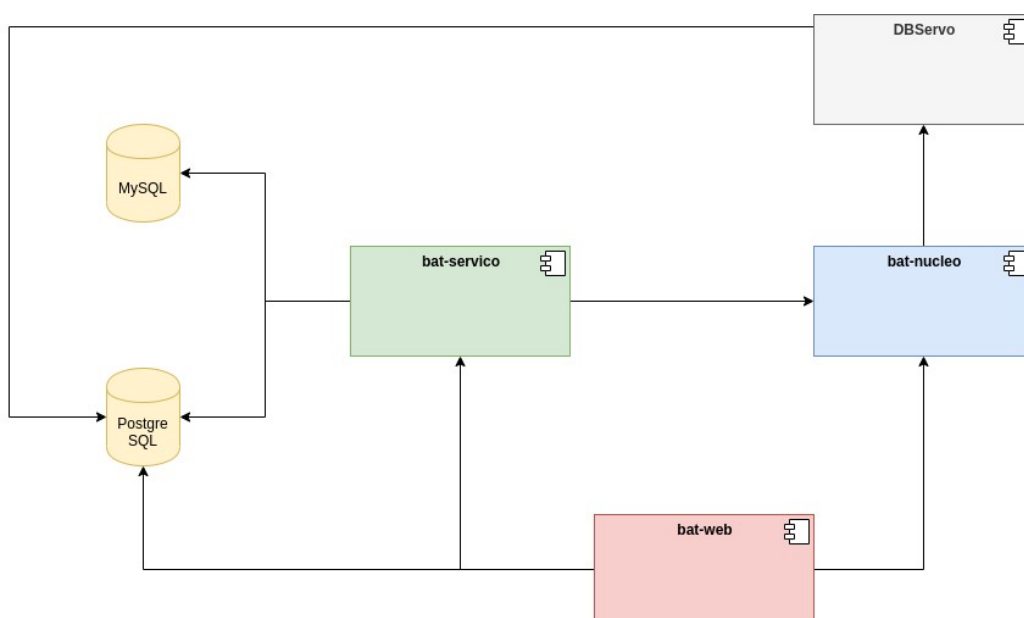 DBServo
MySQL
bat-servico
bat-nucleo
Postgre
SQL
bat-web